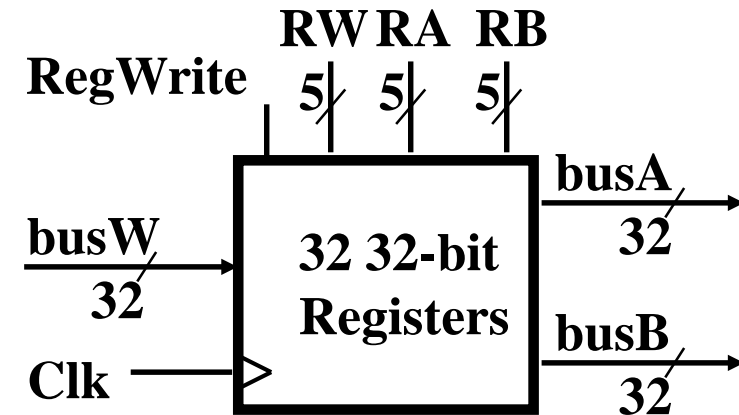 RW RA RB
RegWrite
5 5 5
busA
32
busW
32
32 32-bit
Registers
busB
32
Clk